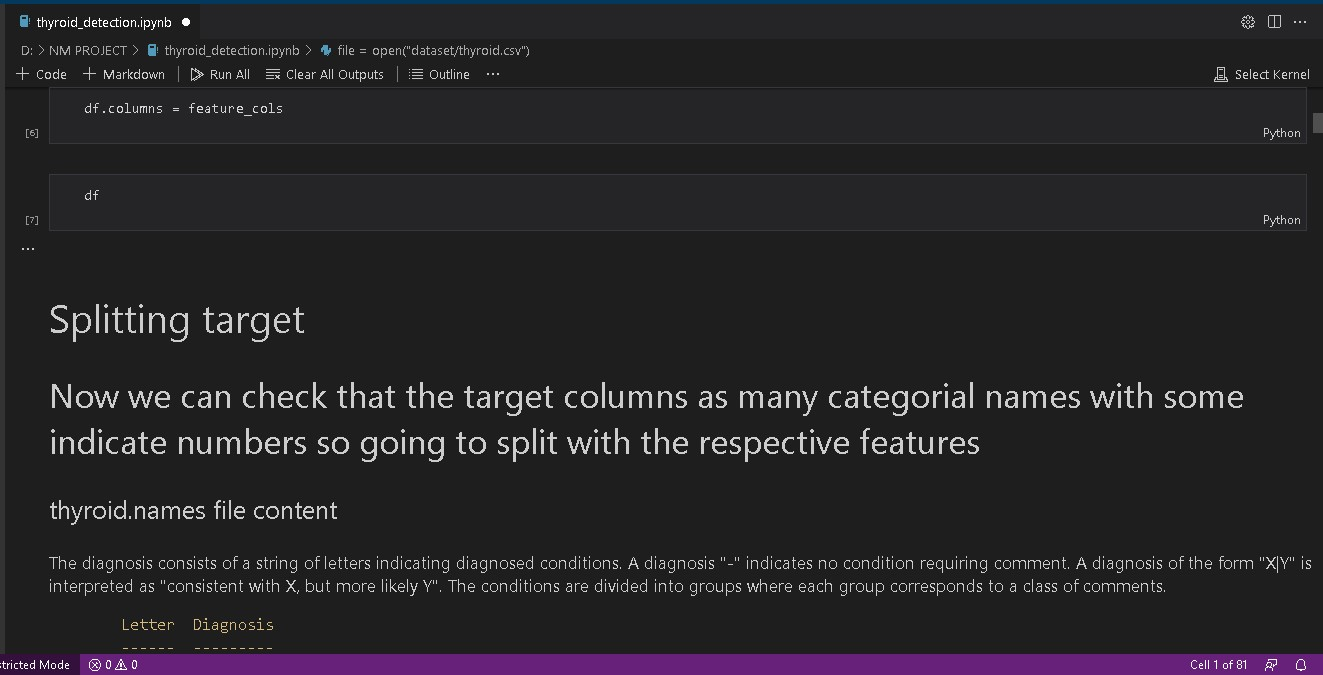 thyroid_detection.ipynb
D: > NM PROJECT > thyroid_detection.ipynb > file = open("dataset/thyroid.csv")
+ Code + Markdown | Run All Clear All Outputs | Outline ··· Select Kernel
df.columns = feature_cols
[6] Python
df
[7] Python
...
Splitting target
Now we can check that the target columns as many categorial names with some
indicate numbers so going to split with the respective features
thyroid.names file content
The diagnosis consists of a string of letters indicating diagnosed conditions. A diagnosis "-" indicates no condition requiring comment. A diagnosis of the form "X|Y" is
interpreted as "consistent with X, but more likely Y". The conditions are divided into groups where each group corresponds to a class of comments.
Letter Diagnosis
------ ---------
stricted Mode 0 0 Cell 1 of 81